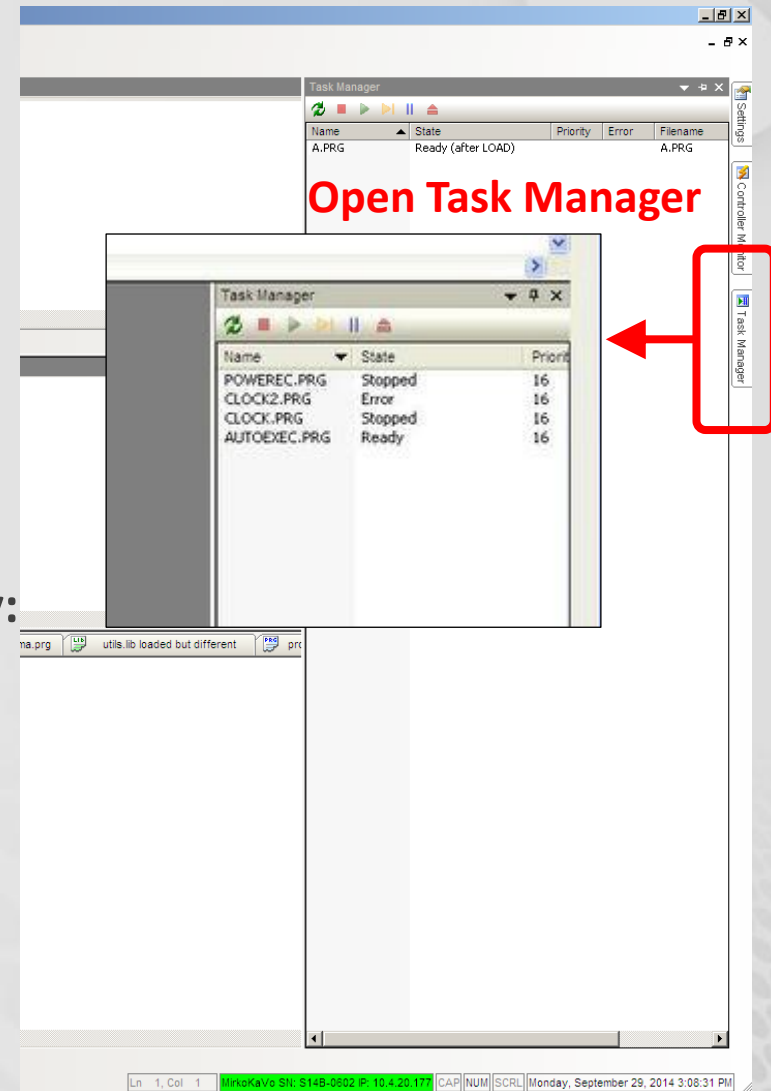 Task Manager
Name State Priority Error Filename
A.PRG Ready (after LOAD) A.PRG
Open Task Manager
Settings
Controller Monitor
Task Manager
Task Manager
Name State Priorit
POWEREC.PRG Stopped 16
CLOCK2.PRG Error 16
CLOCK.PRG Stopped 16
AUTOEXEC.PRG Ready 16
:
ma.prg LIB utils.lib loaded but different PRG pro
Ln 1, Col 1 MirkoKaVo SN: S14B-0602 IP: 10.4.20.177 CAP NUM SCRL Monday, September 29, 2014 3:08:31 PM